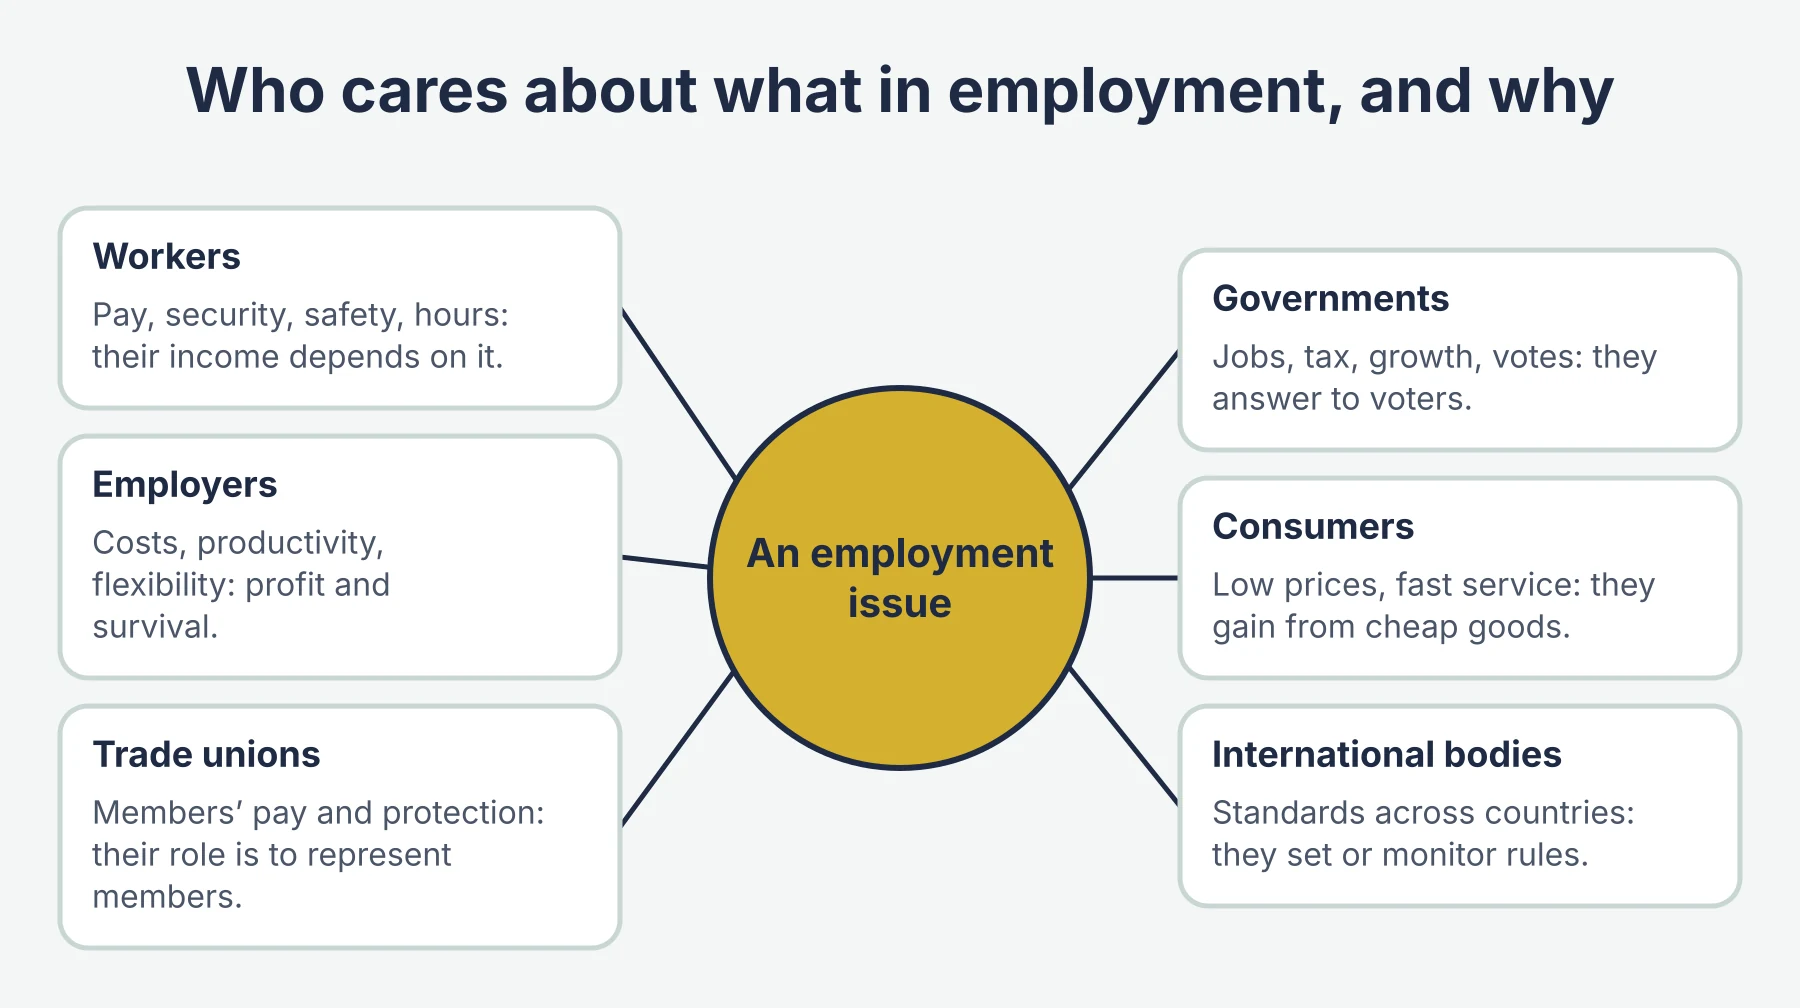 Who cares about what in employment, and why
Workers
Pay, security, safety, hours:
their income depends on it.
Employers
Costs, productivity,
flexibility: profit and
survival.
Trade unions
Members’ pay and protection:
their role is to represent
members.
An employment
issue
Governments
Jobs, tax, growth, votes: they
answer to voters.
Consumers
Low prices, fast service: they
gain from cheap goods.
International bodies
Standards across countries:
they set or monitor rules.